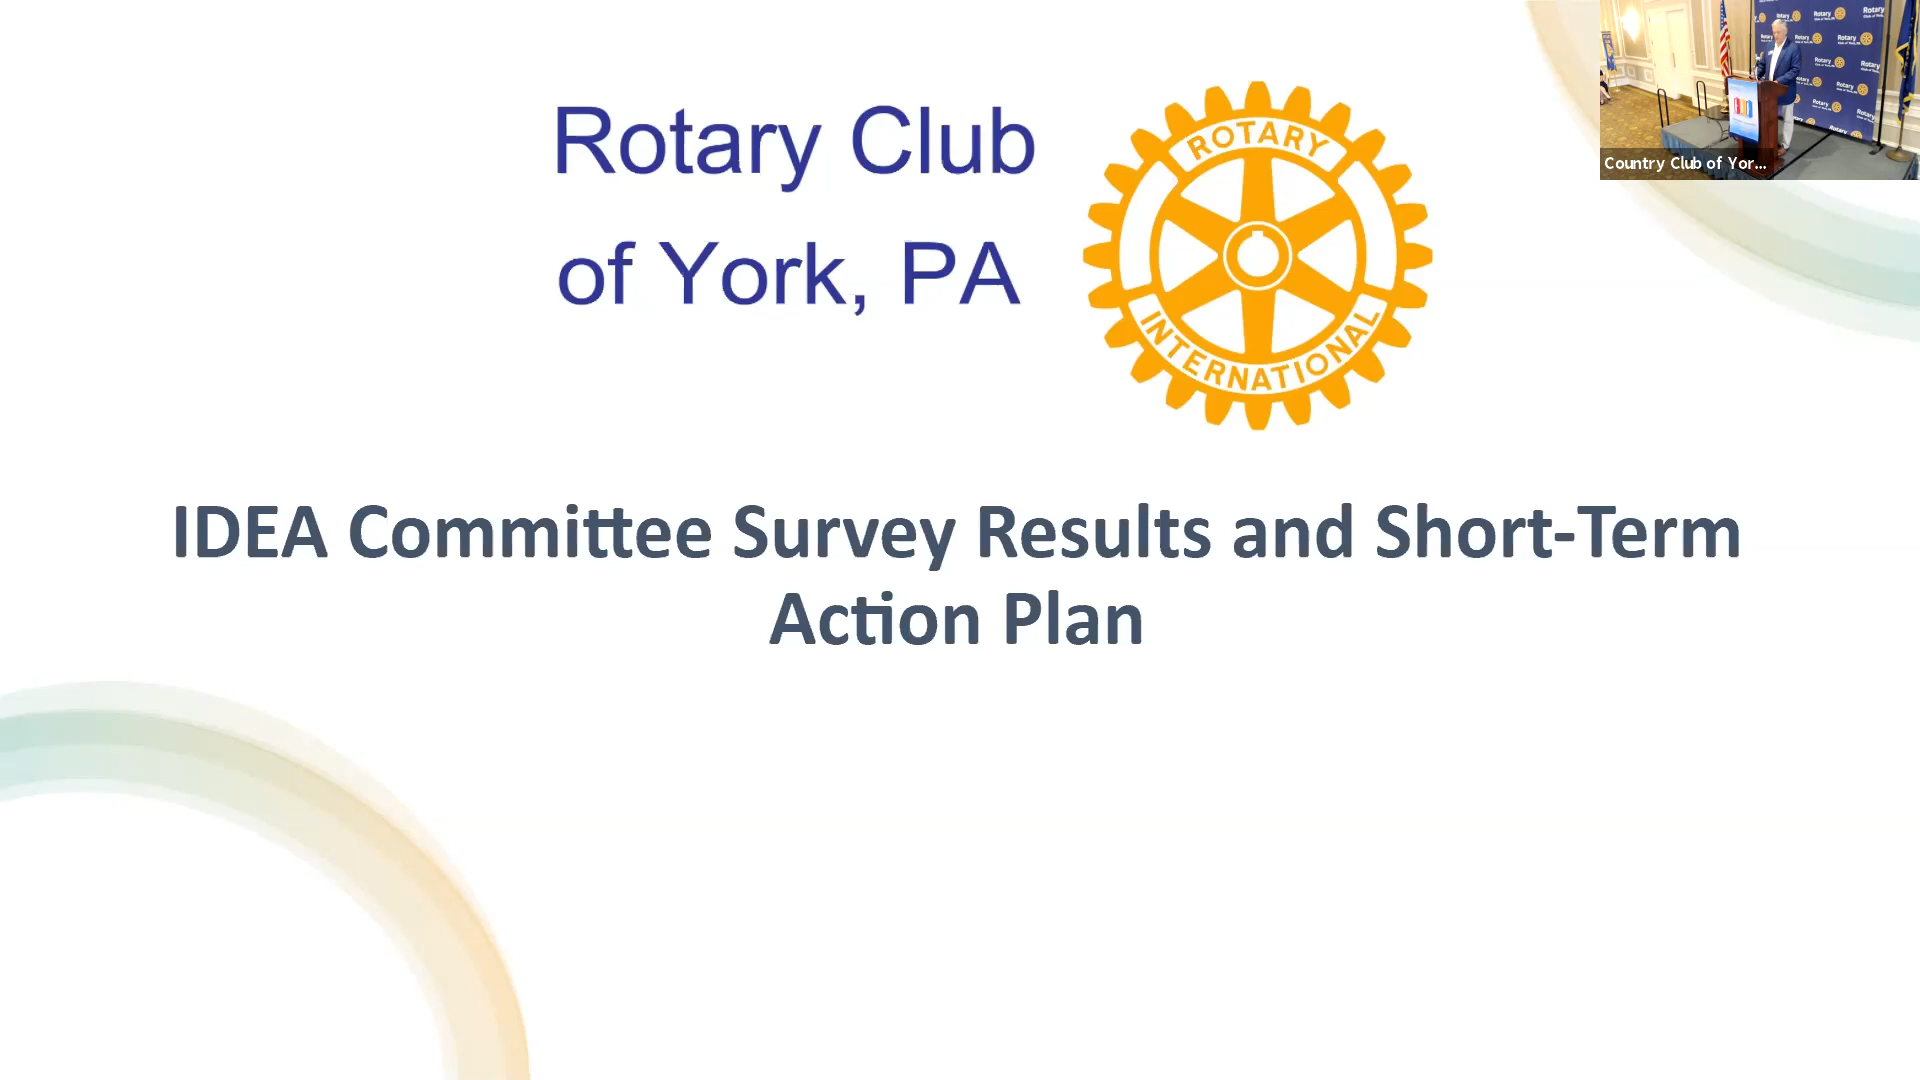 Rotary Club
of York, PA
ROTARY
INTERNATIONAL
Country Club of Yor...
Rotary
IDEA Committee Survey Results and Short-Term
Action Plan